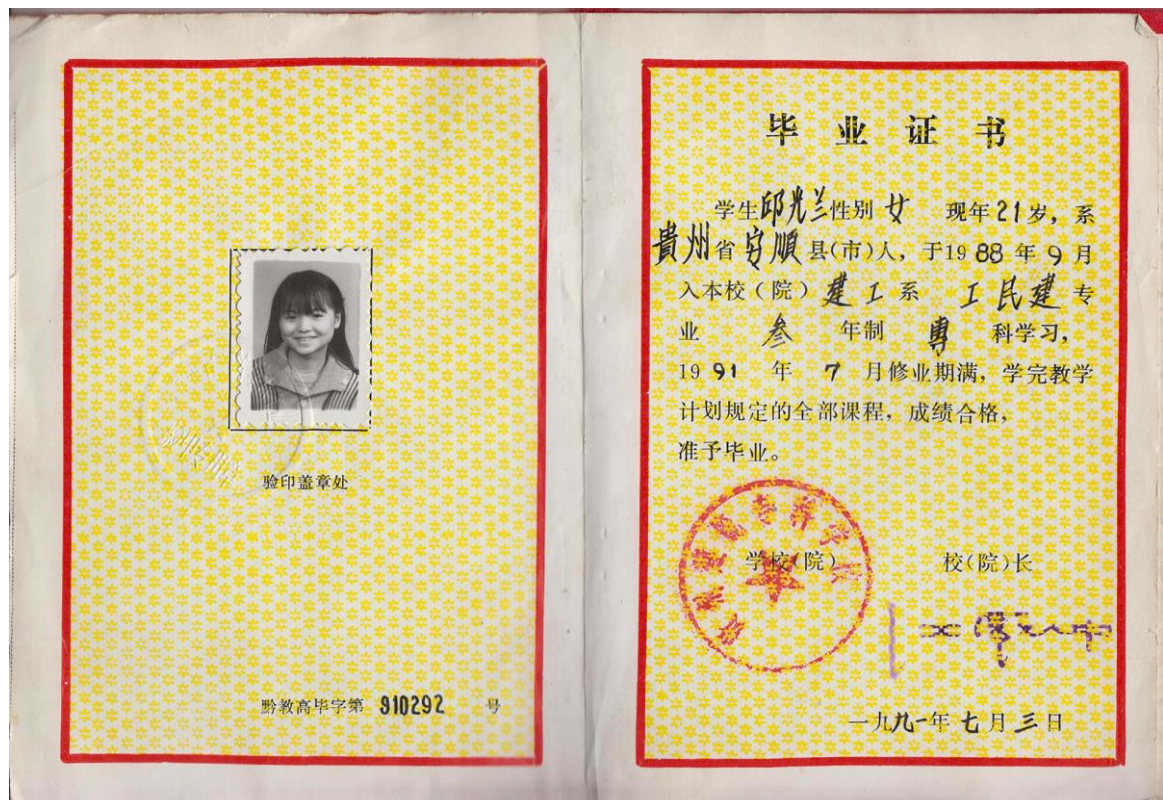 验印盖章处
黔教高毕字第 910292 号
毕业证书
学生邱光兰性别 女 现年21岁，系
貴州省安順县(市)人，于1988年9月
入本校（院）建工系 工民建专
业 叁 年制 專 科学习，
1991 年 7 月修业期满，学完教学
计划规定的全部课程，成绩合格，
准予毕业。
学校(院) 校(院)长
一九九一年七月三日